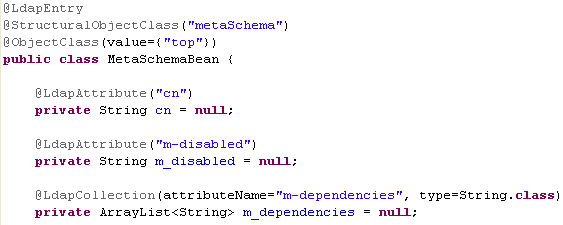 @LdapEntry
@StructuralObjectClass("metaSchema")
@ObjectClass(value={"top"})
public class MetaSchemaBean {
@LdapAttribute("cn")
private String cn = null;
@LdapAttribute("m-disabled")
private String m_disabled = null;
@LdapCollection(attributeName="m-dependencies", type=String.class)
private ArrayList<String> m_dependencies = null;